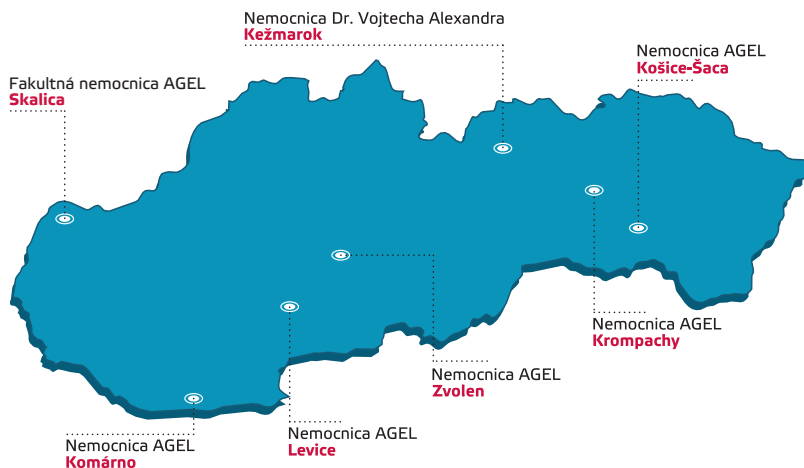 Nemocnica Dr. Vojtecha Alexandra
Kežmarok
Nemocnica AGEL
Košice-Šaca
Fakultná nemocnica AGEL
Skalica
Nemocnica AGEL
Krompachy
Nemocnica AGEL
Zvolen
Nemocnica AGEL
Levice
Nemocnica AGEL
Komárno